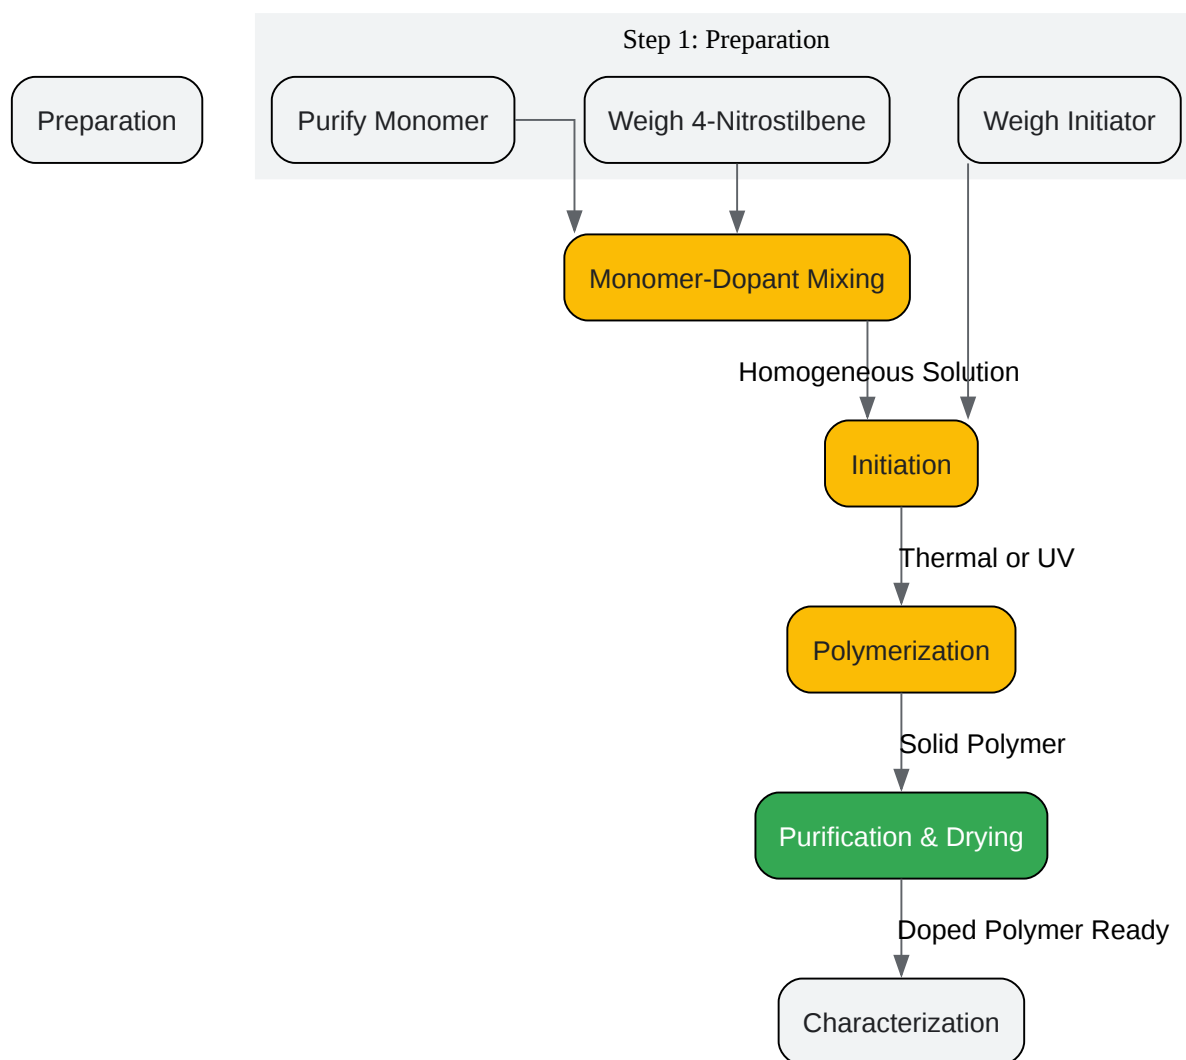 Step 1: Preparation
Preparation
Purify Monomer
Weigh 4-Nitrostilbene
Weigh Initiator
Monomer-Dopant Mixing
Homogeneous Solution
Initiation
Thermal or UV
Polymerization
Solid Polymer
Purification & Drying
Doped Polymer Ready
Characterization